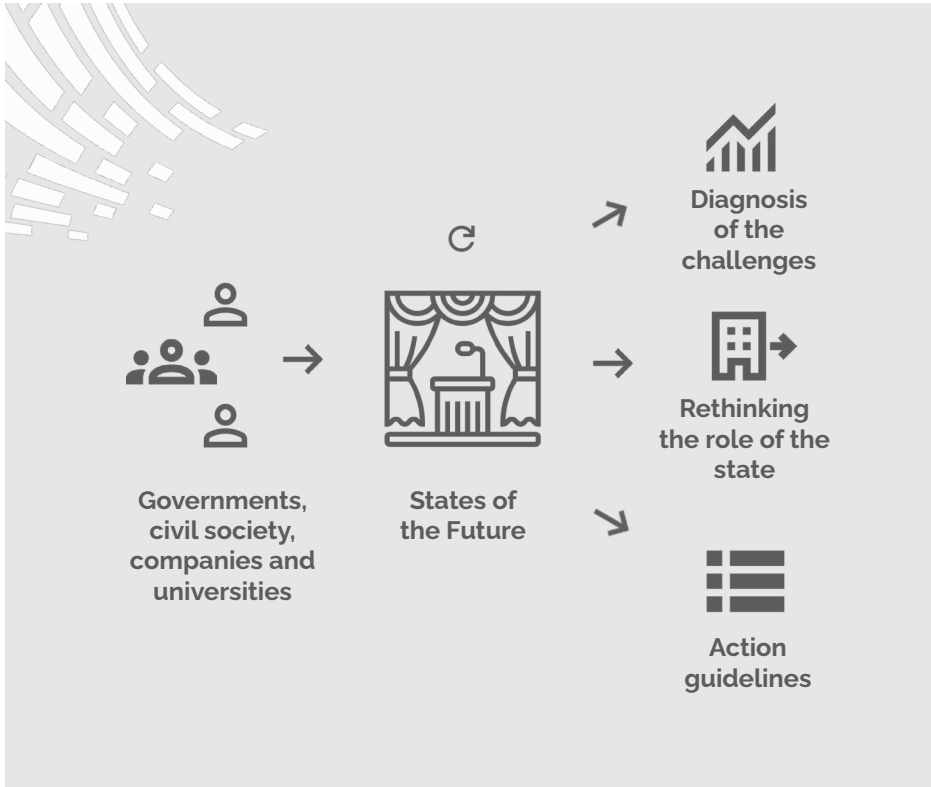 Governments,
civil society,
companies and
universities
States of
the Future
Diagnosis
of the
challenges
Rethinking
the role of the
state
Action
guidelines